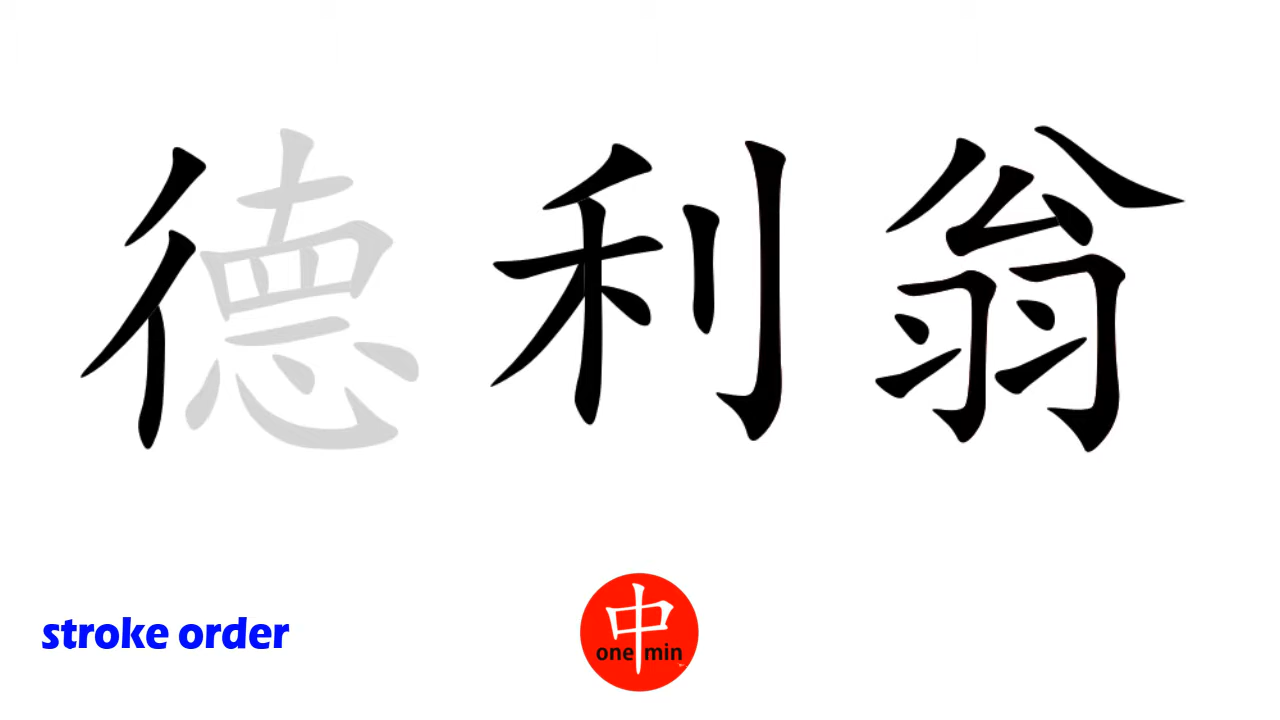 德利翁
stroke order
中
one min